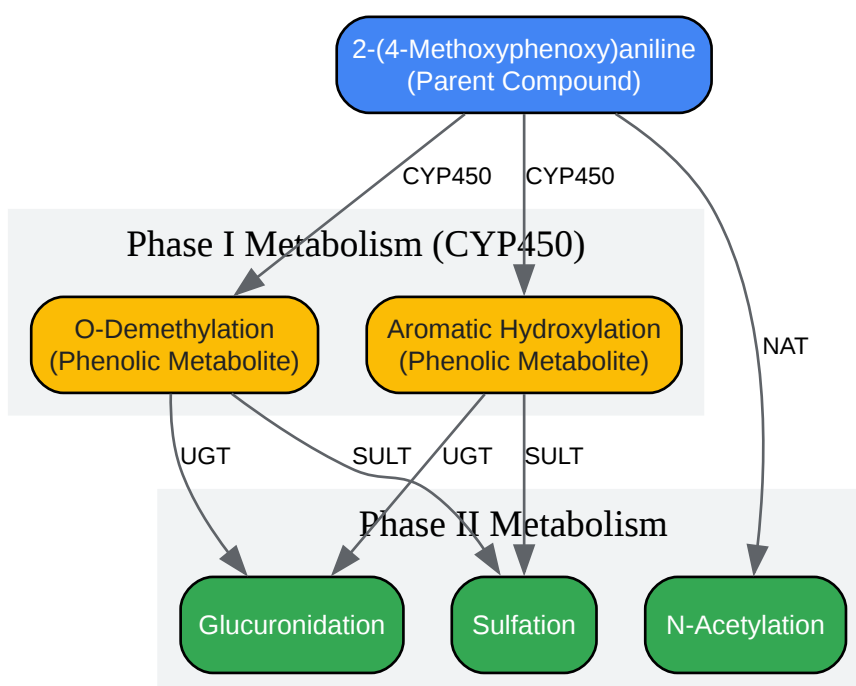 2-(4-Methoxyphenoxy)aniline
(Parent Compound)
CYP450
CYP450
Phase I Metabolism (CYP450)
O-Demethylation
(Phenolic Metabolite)
Aromatic Hydroxylation
(Phenolic Metabolite)
NAT
UGT
SULT
UGT
SULT
Phase II Metabolism
Glucuronidation
Sulfation
N-Acetylation